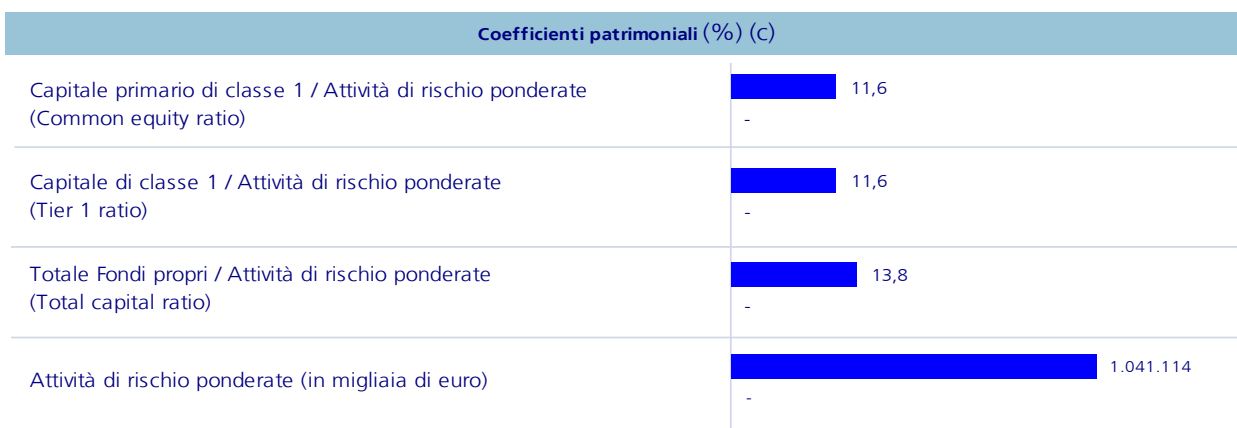 Coefficienti patrimoniali (%) (c)
Capitale primario di classe 1 / Attività di rischio ponderate
(Common equity ratio)
11,6
-
Capitale di classe 1 / Attività di rischio ponderate
(Tier 1 ratio)
11,6
-
Totale Fondi propri / Attività di rischio ponderate
(Total capital ratio)
13,8
-
Attività di rischio ponderate (in migliaia di euro)
1.041.114
-